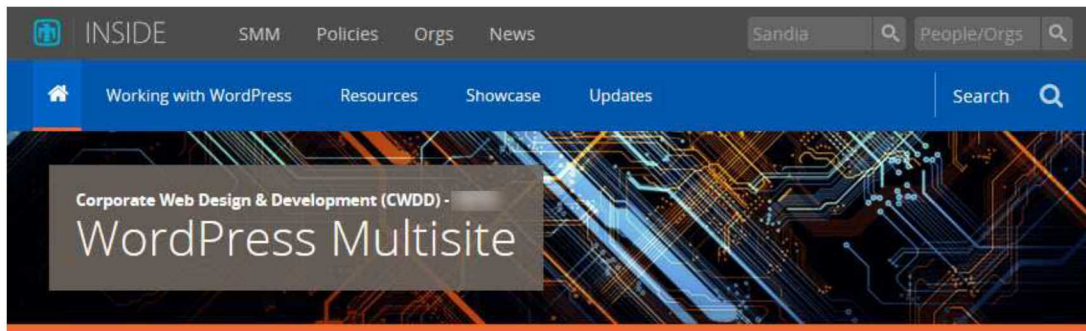 INSIDE SMM Policies Orgs News Sandia People/Orgs
Working with WordPress Resources Showcase Updates Search
Corporate Web Design & Development (CWDD) -
WordPress Multisite